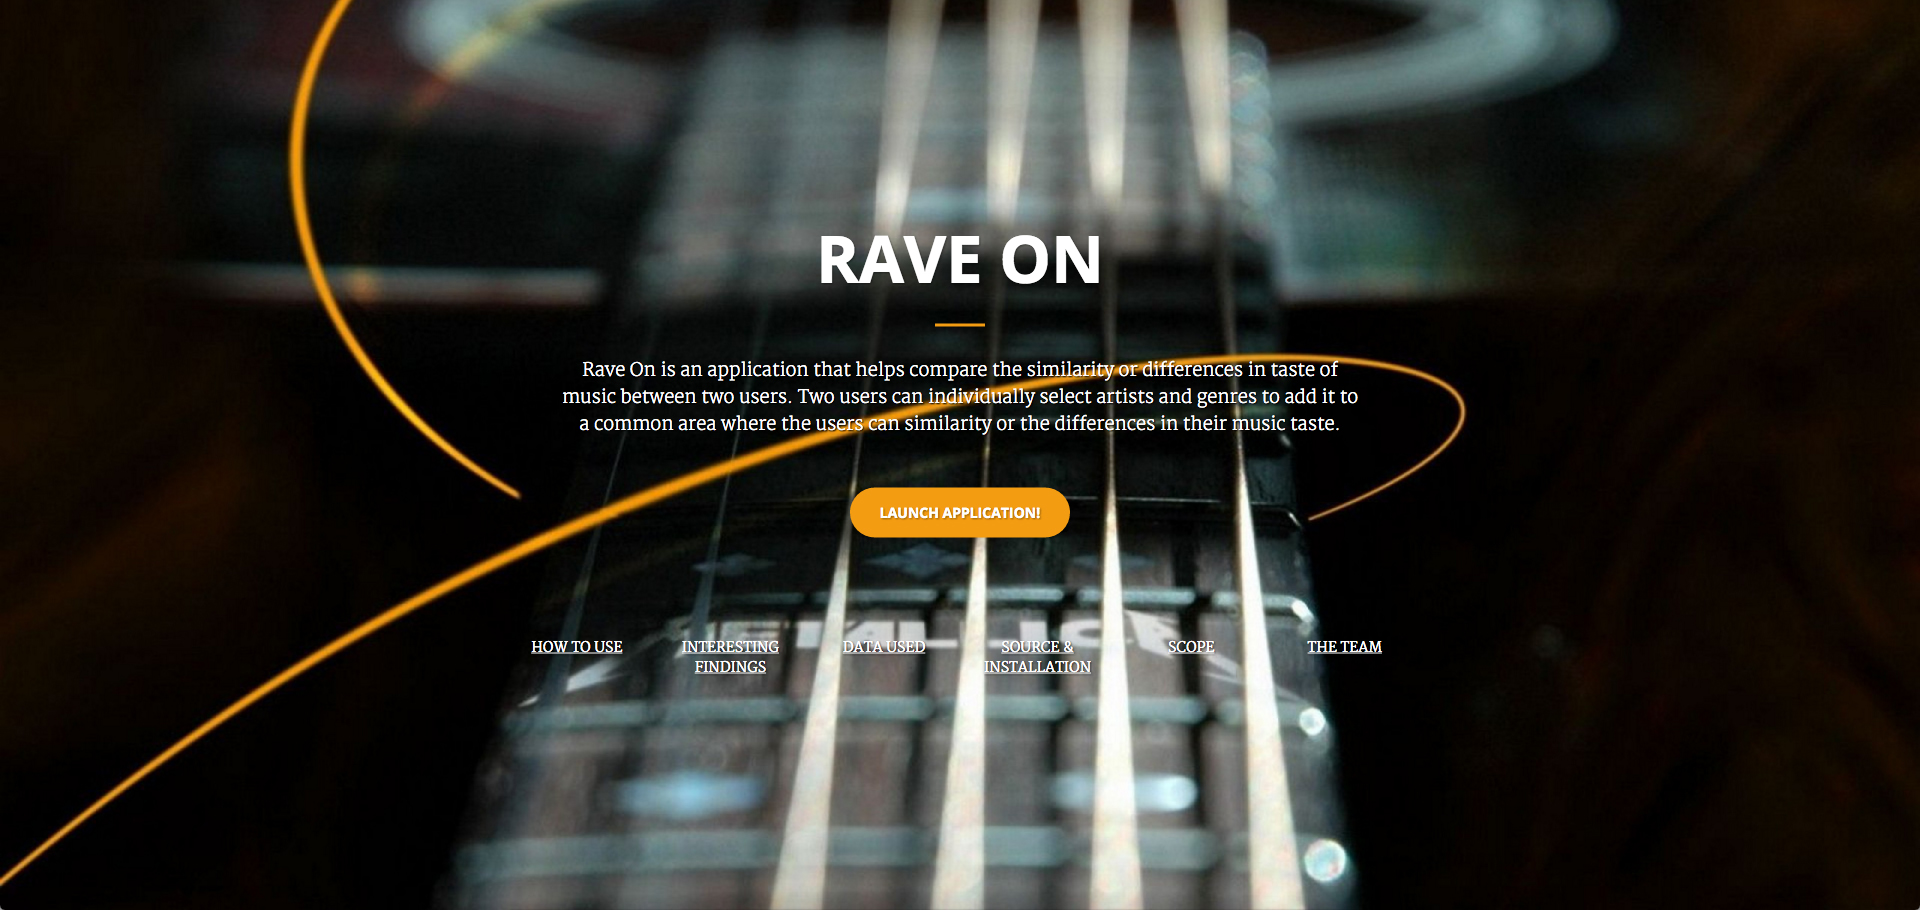 RAVE ON
Rave On is an application that helps compare the similarity or differences in taste of
music between two users. Two users can individually select artists and genres to add it to
a common area where the users can similarity or the differences in their music taste.
LAUNCH APPLICATION!
HOW TO USE
INTERESTING
FINDINGS
DATA USED
SOURCE &
INSTALLATION
SCOPE
THE TEAM